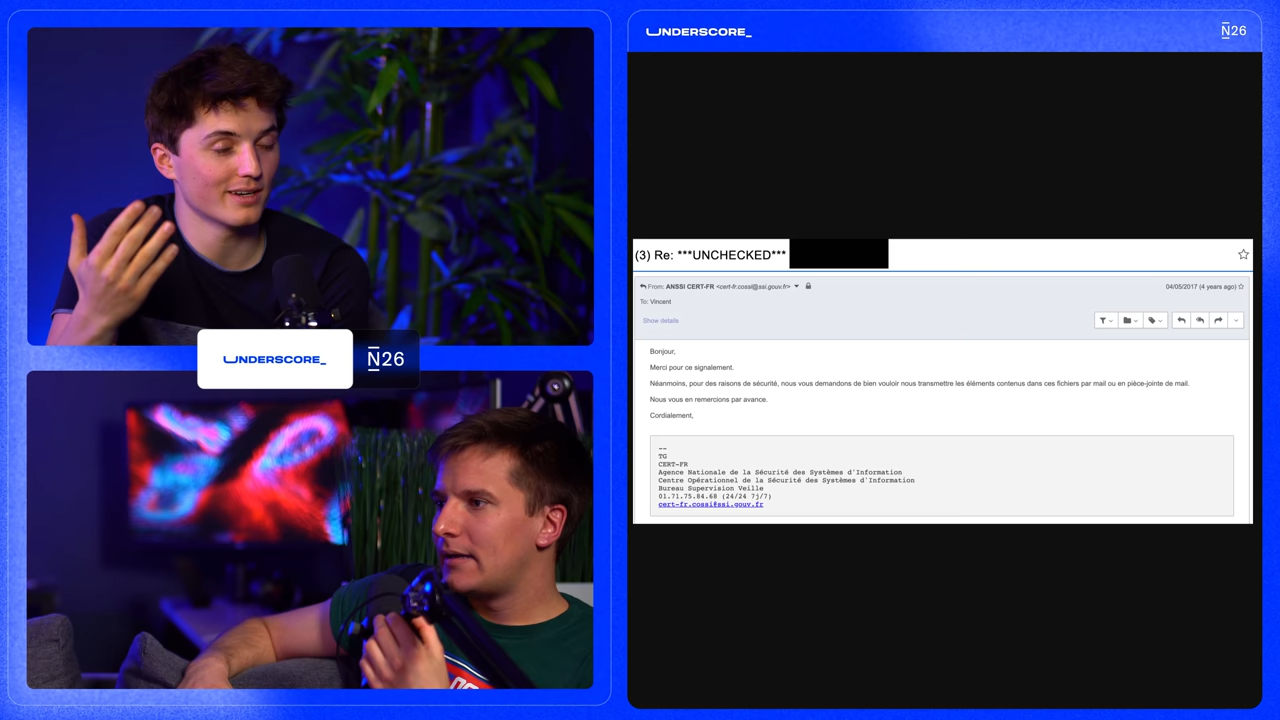 UNDERSCORE_
N26
UNDERSCORE_
N26
(3) Re: ***UNCHECKED***
From: ANSSI CERT-FR <cert-fr.cossi@ssi.gouv.fr>
04/05/2017 (4 years ago)
To: Vincent
Show details
Bonjour,
Merci pour ce signalement.
Néanmoins, pour des raisons de sécurité, nous vous demandons de bien vouloir nous transmettre les éléments contenus dans ces fichiers par mail ou en pièce-jointe de mail.
Nous vous en remercions par avance.
Cordialement,
--
TG
CERT-FR
Agence Nationale de la Sécurité des Systèmes d'Information
Centre Opérationnel de la Sécurité des Systèmes d'Information
Bureau Supervision Veille
01.71.75.84.68 (24/24 7j/7)
cert-fr.cossi@ssi.gouv.fr